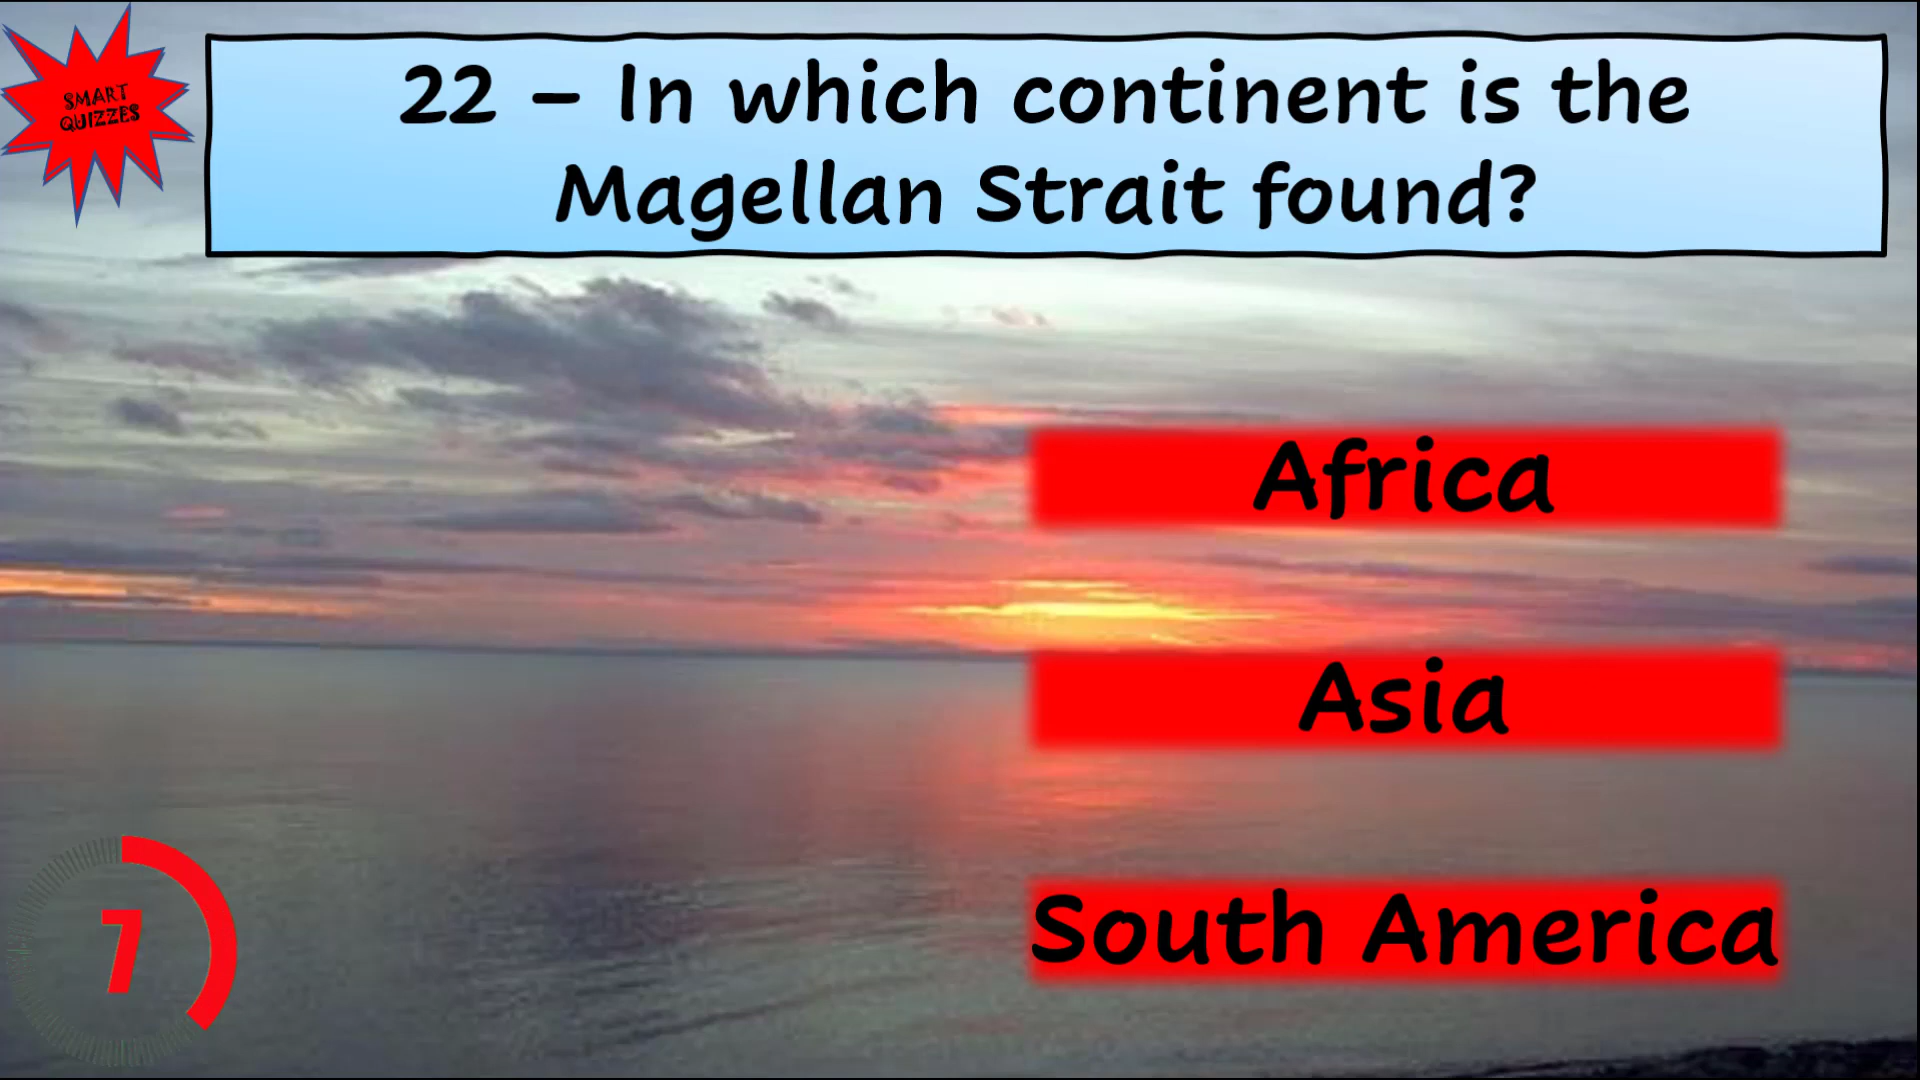 SMART
QUIZZES
22 – In which continent is the
Magellan Strait found?
Africa
Asia
South America
7